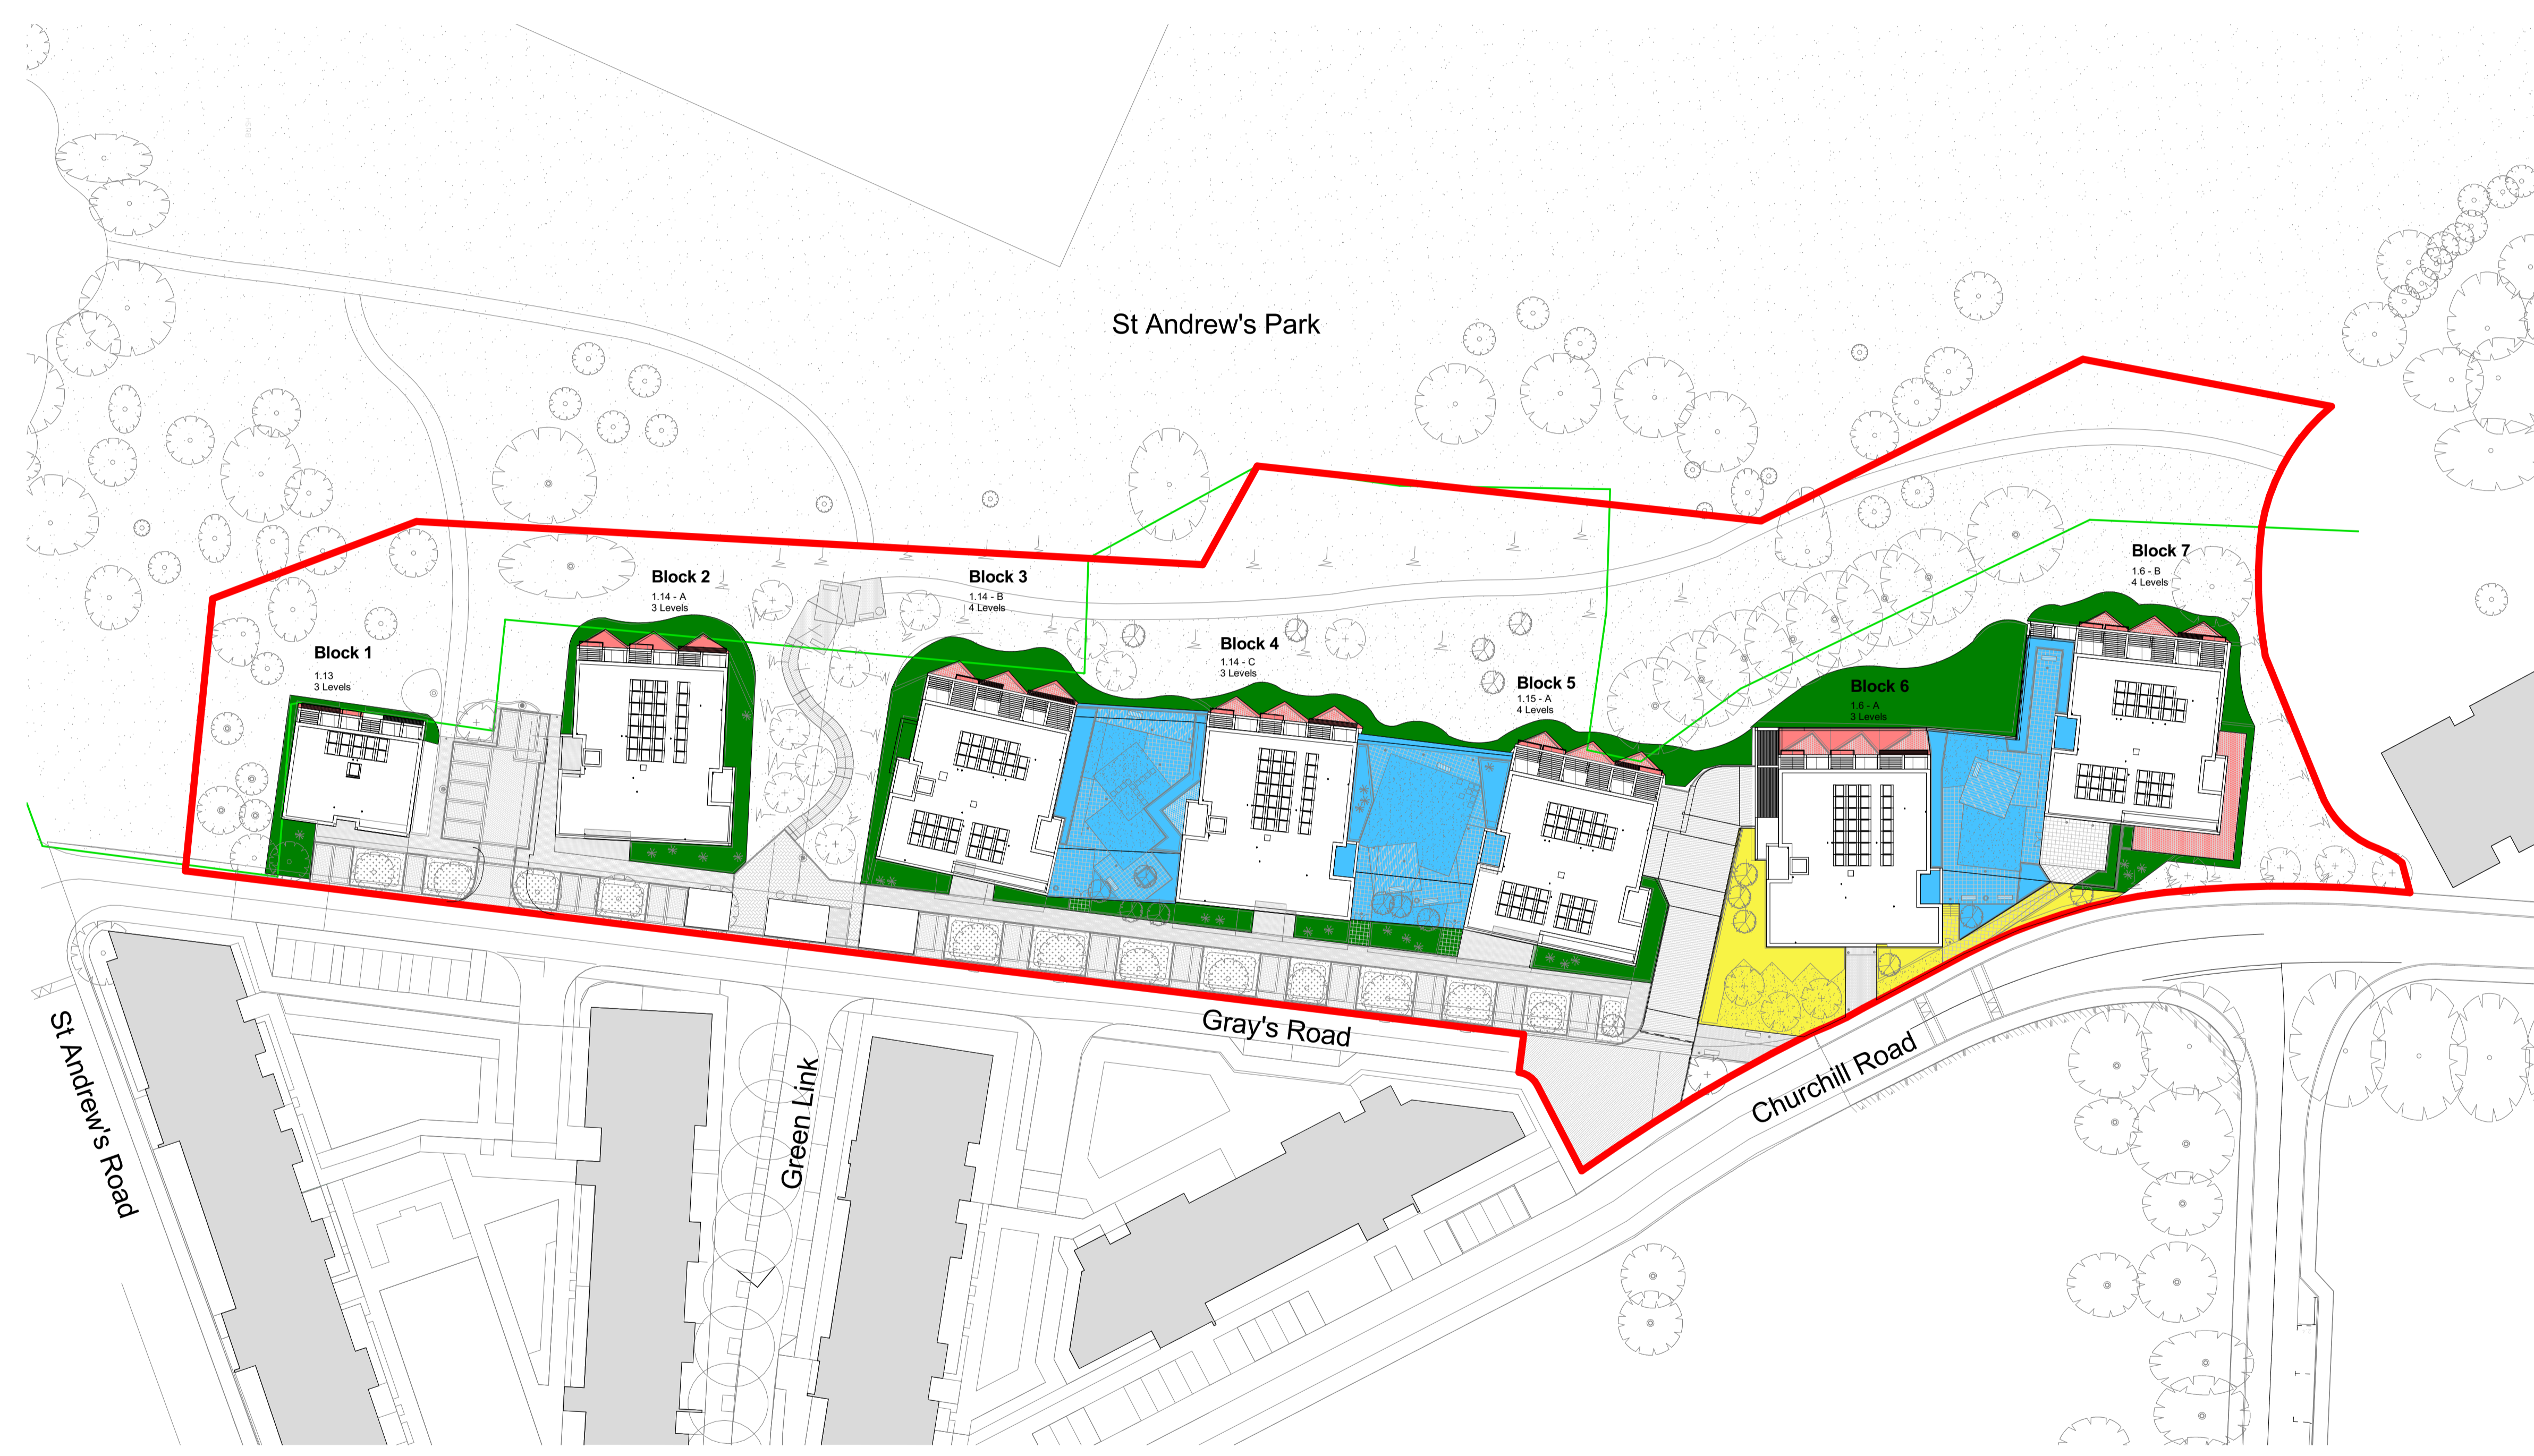 St Andrew's Park
Block 1
1.13
3 Levels
Block 2
1.14 - A
3 Levels
Block 3
1.14 - B
4 Levels
Block 4
1.14 - C
3 Levels
Block 5
1.15 - A
4 Levels
Block 6
1.6 - A
3 Levels
Block 7
1.6 - B
4 Levels
Gray's Road
Churchill Road
Green Link
St Andrew's Road